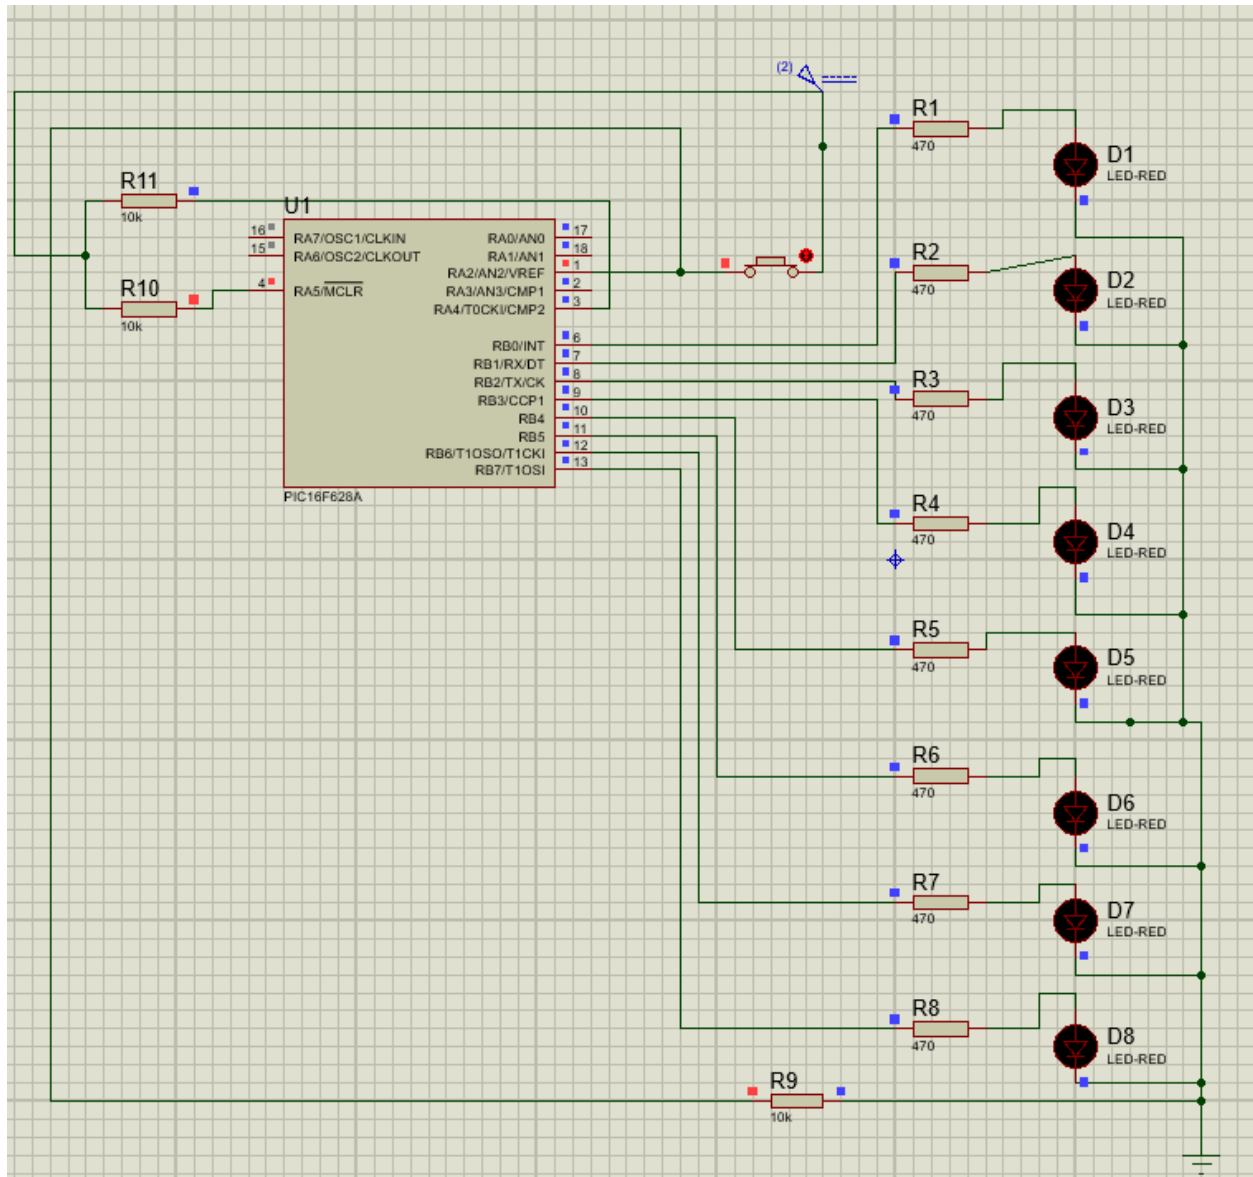 (2)
R1
470
D1
LED-RED
R11
10k
U1
16
RA7/OSC1/CLKIN
15
RA6/OSC2/CLKOUT
4
RA5/MCLR
RA0/AN0
17
RA1/AN1
18
RA2/AN2/VREF
1
RA3/AN3/CMP1
2
RA4/T0CKI/CMP2
3
RB0/INT
6
RB1/RX/DT
7
RB2/TX/CK
8
RB3/CCP1
9
RB4
10
RB5
11
RB6/T1OSO/T1CKI
12
RB7/T1OSI
13
PIC16F628A
R10
10k
R2
470
D2
LED-RED
R3
470
D3
LED-RED
R4
470
D4
LED-RED
R5
470
D5
LED-RED
R6
470
D6
LED-RED
R7
470
D7
LED-RED
R8
470
D8
LED-RED
R9
10k